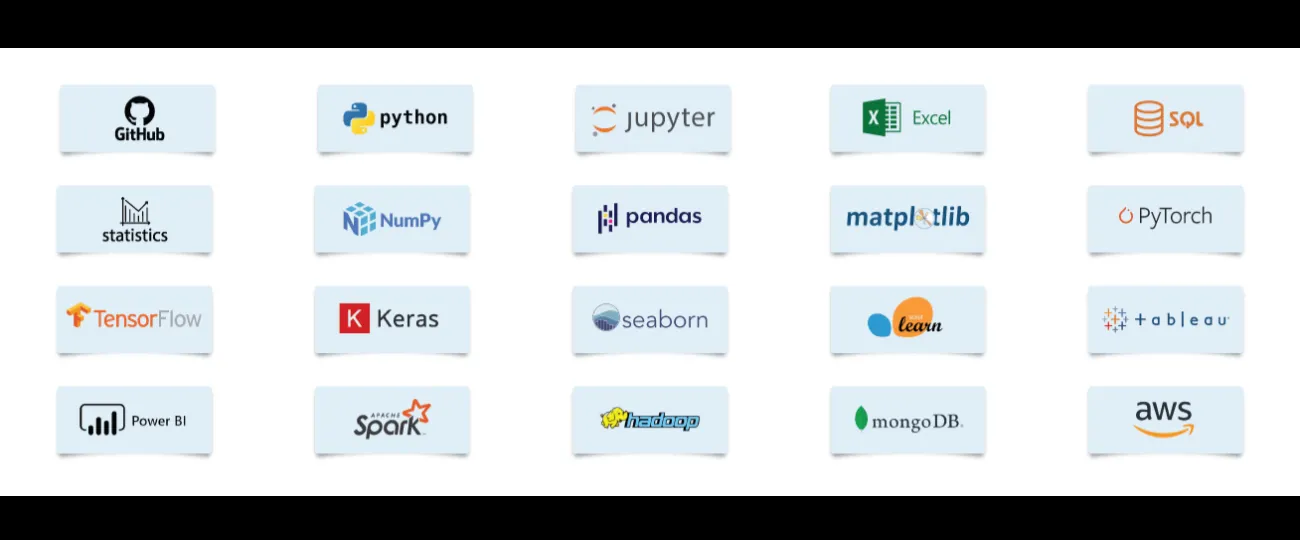 GitHub
python
jupyter
Excel
SQL
statistics
NumPy
pandas
matplotlib
PyTorch
TensorFlow
Keras
seaborn
learn
+ableau
Power BI
APACHE
Spark
hadoop
mongoDB.
aws